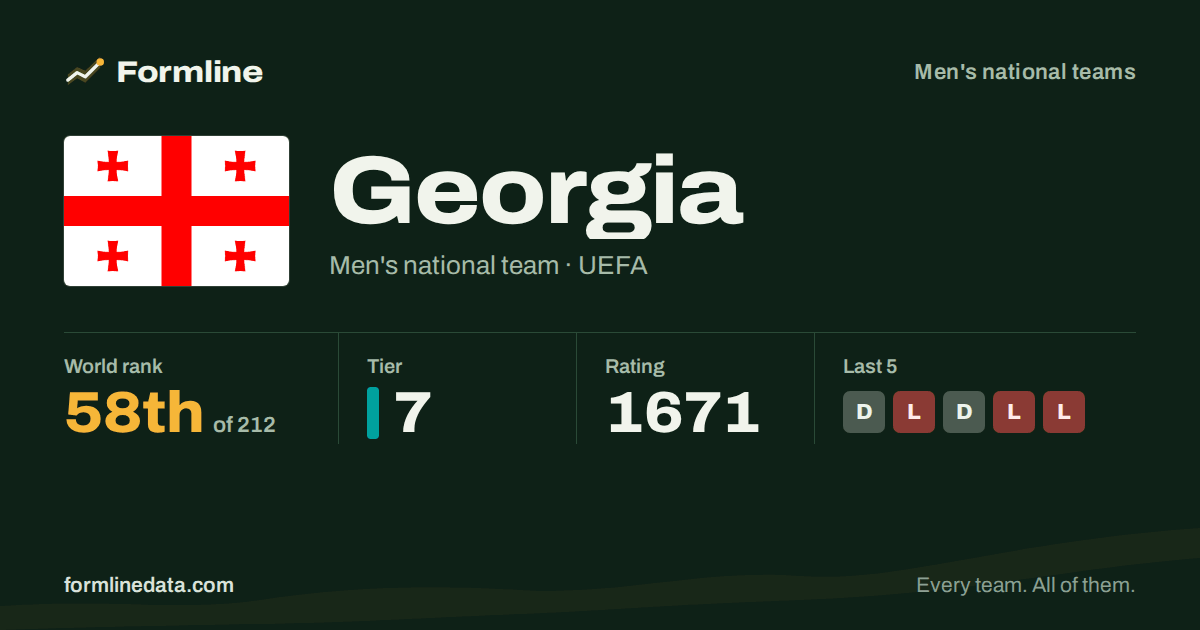 Formline
Men's national teams
Georgia
Men's national team · UEFA
World rank
58th of 212
Tier
7
Rating
1671
Last 5
D L D L L
formlinedata.com
Every team. All of them.